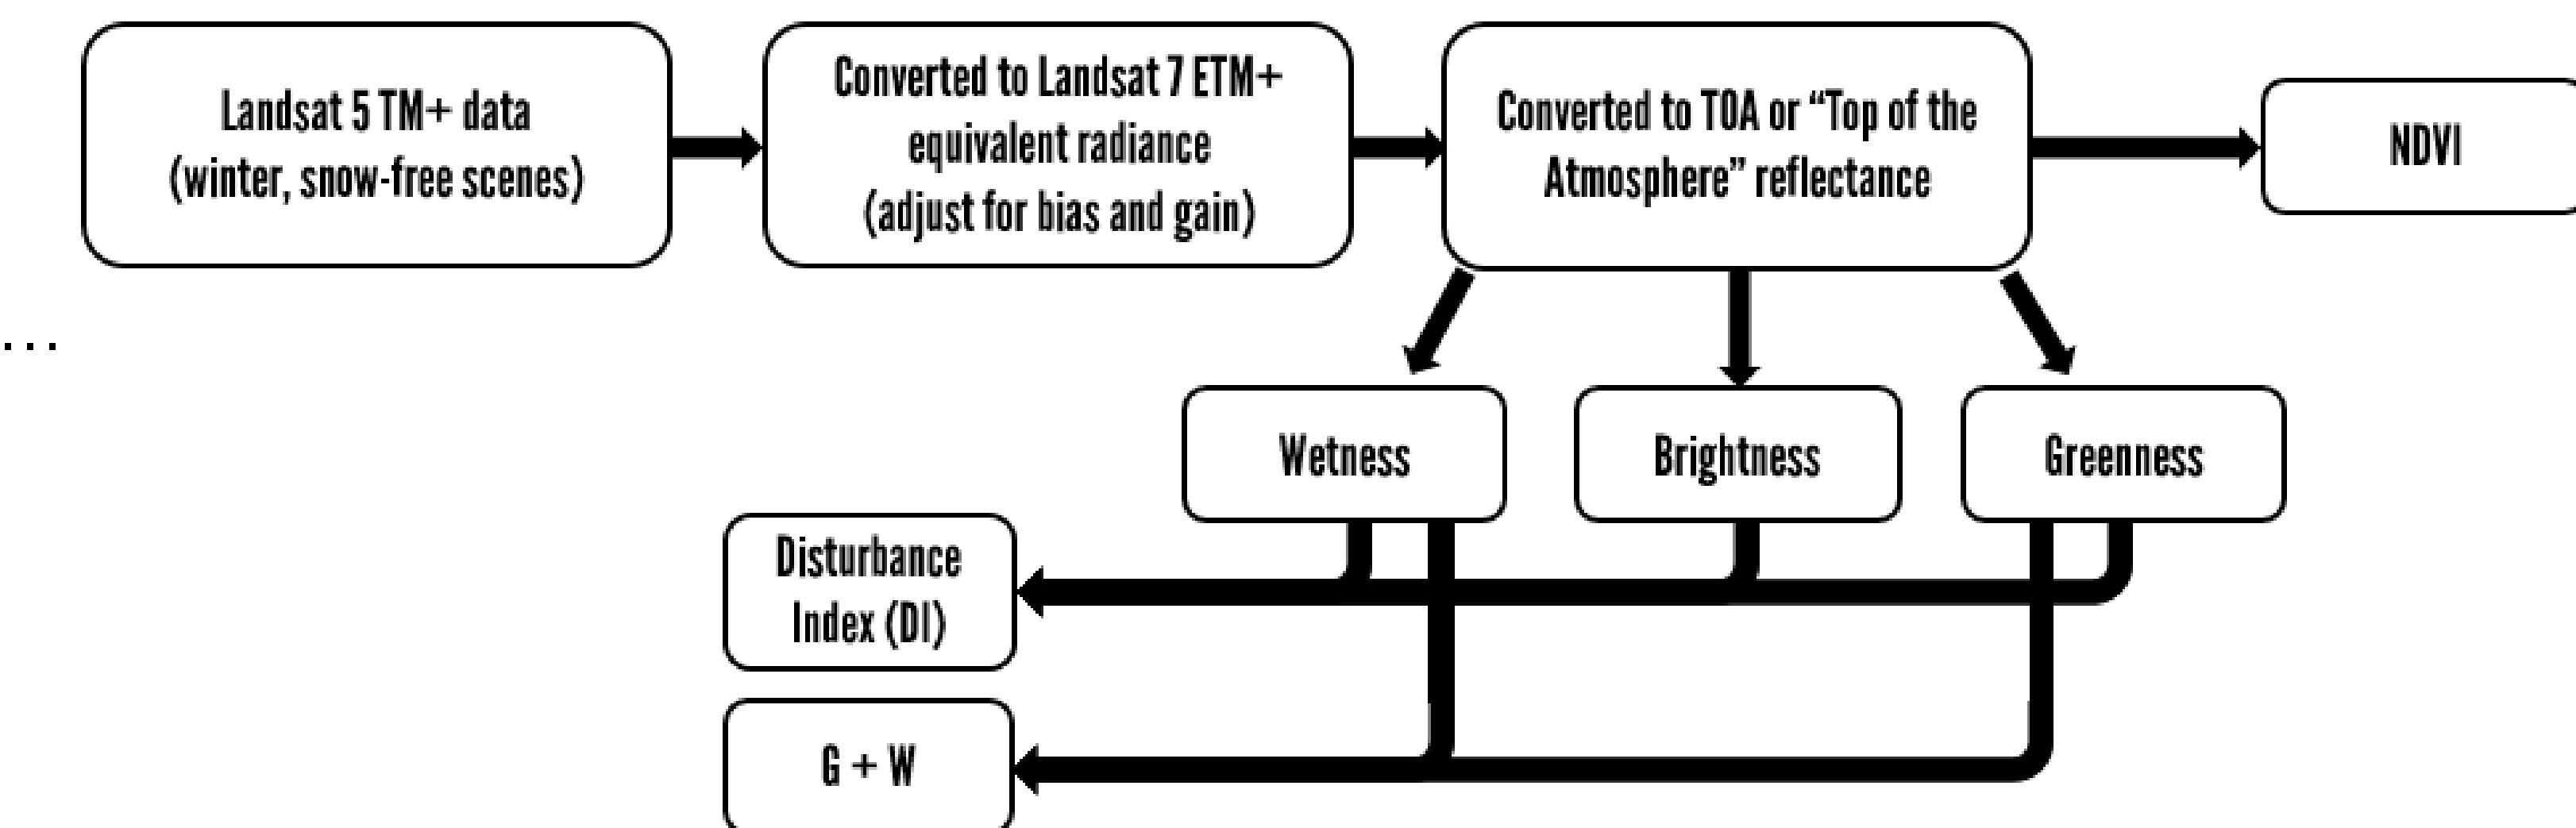 Landsat 5 TM+ data
(winter, snow-free scenes)
Converted to Landsat 7 ETM+
equivalent radiance
(adjust for bias and gain)
Converted to TOA or “Top of the
Atmosphere” reflectance
NDVI
...
Wetness
Brightness
Greenness
Disturbance
Index (DI)
G + W